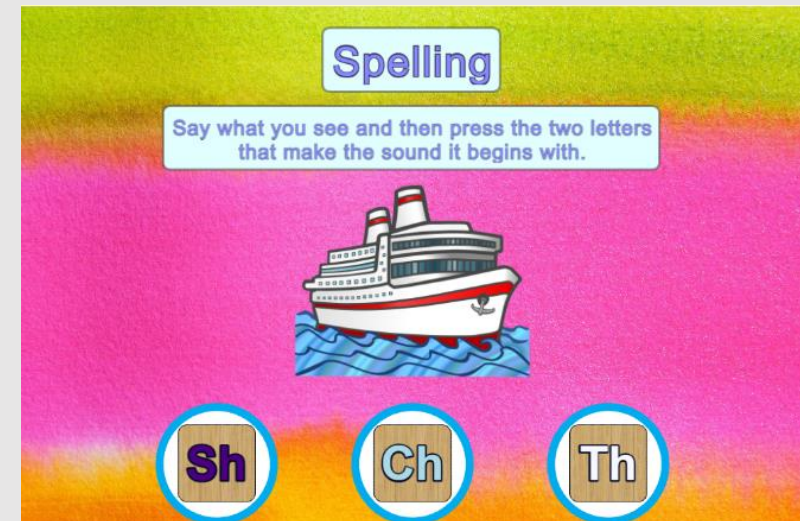 Spelling
Say what you see and then press the two letters
that make the sound it begins with.
Sh Ch Th